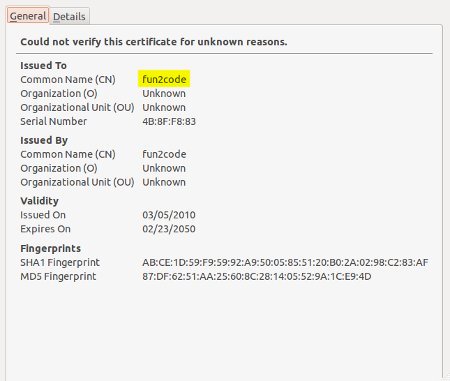 General Details
Could not verify this certificate for unknown reasons.
Issued To
Common Name (CN) fun2code
Organization (O) Unknown
Organizational Unit (OU) Unknown
Serial Number 4B:8F:F8:83
Issued By
Common Name (CN) fun2code
Organization (O) Unknown
Organizational Unit (OU) Unknown
Validity
Issued On 03/05/2010
Expires On 02/23/2050
Fingerprints
SHA1 Fingerprint AB:CE:1D:59:F9:59:92:A9:50:05:85:51:20:B0:2A:02:98:C2:83:AF
MD5 Fingerprint 87:DF:62:51:AA:25:60:8C:28:14:05:52:9A:1C:E9:4D